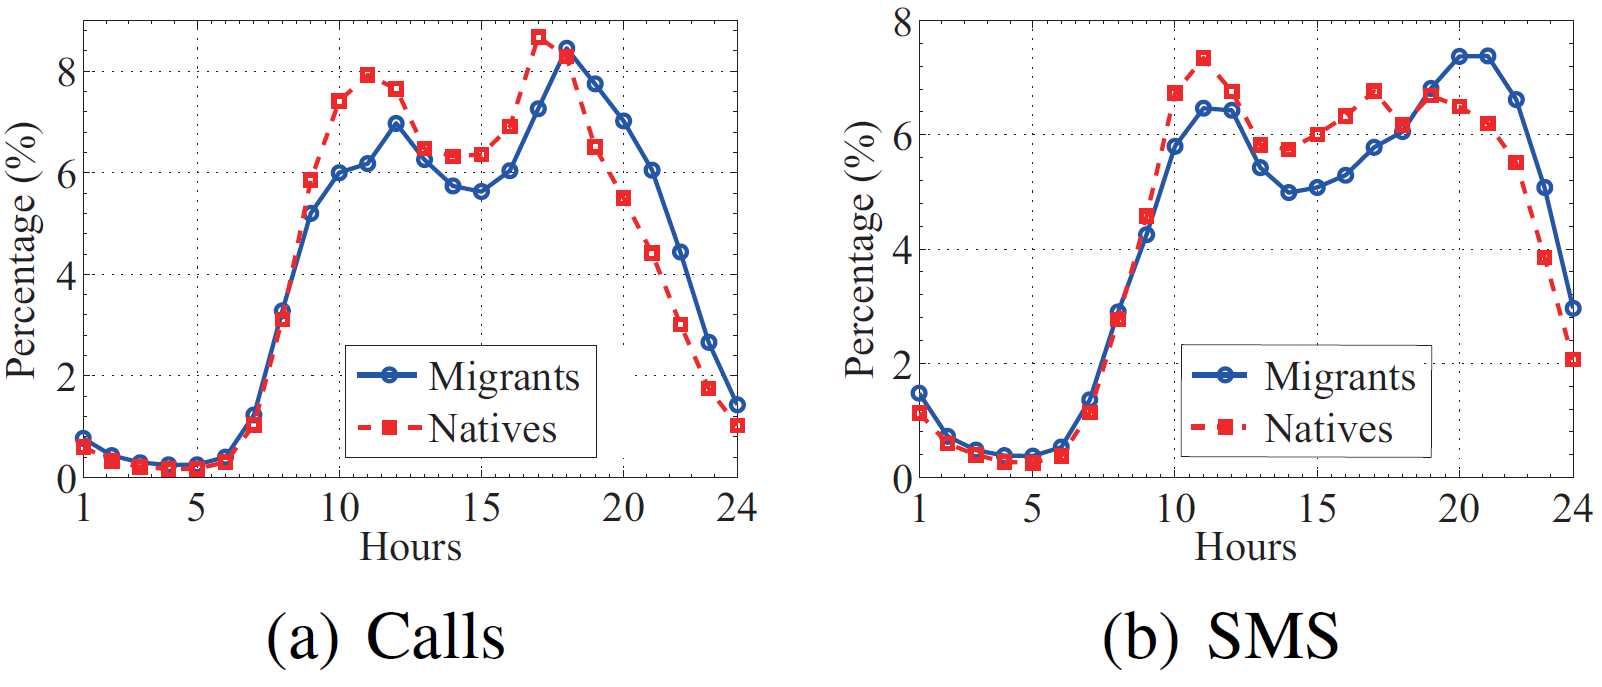 Percentage (%)
8
6
4
2
0
1 5 10 15 20 24
Hours
Migrants
Natives
(a) Calls
Percentage (%)
8
6
4
2
0
1 5 10 15 20 24
Hours
Migrants
Natives
(b) SMS